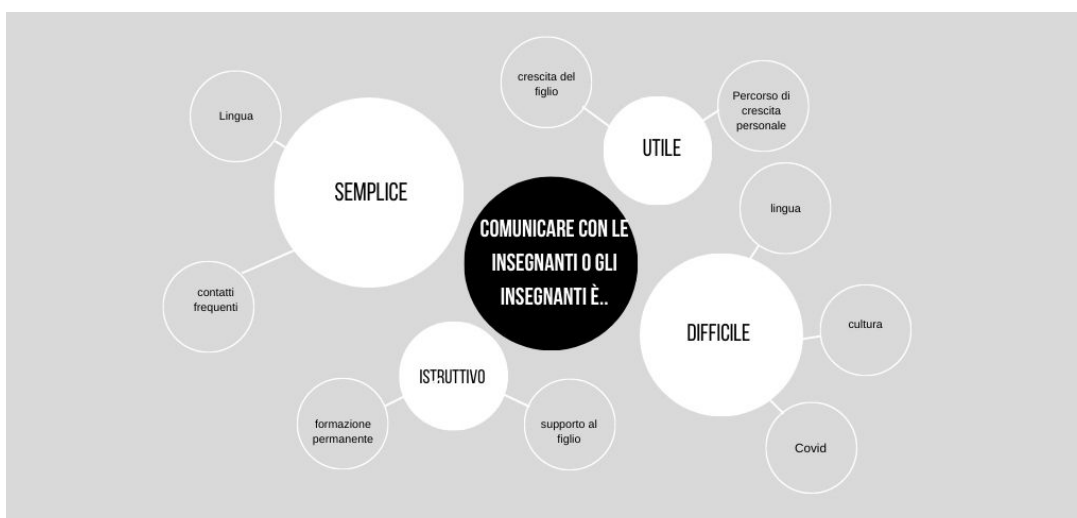 Lingua
SEMPLICE
contatti
frequenti
crescita del
figlio
UTILE
Percorso di
crescita
personale
COMUNICARE CON LE
INSEGNANTI O GLI
INSEGNANTI È..
lingua
DIFFICILE
cultura
Covid
ISTRUTTIVO
formazione
permanente
supporto al
figlio